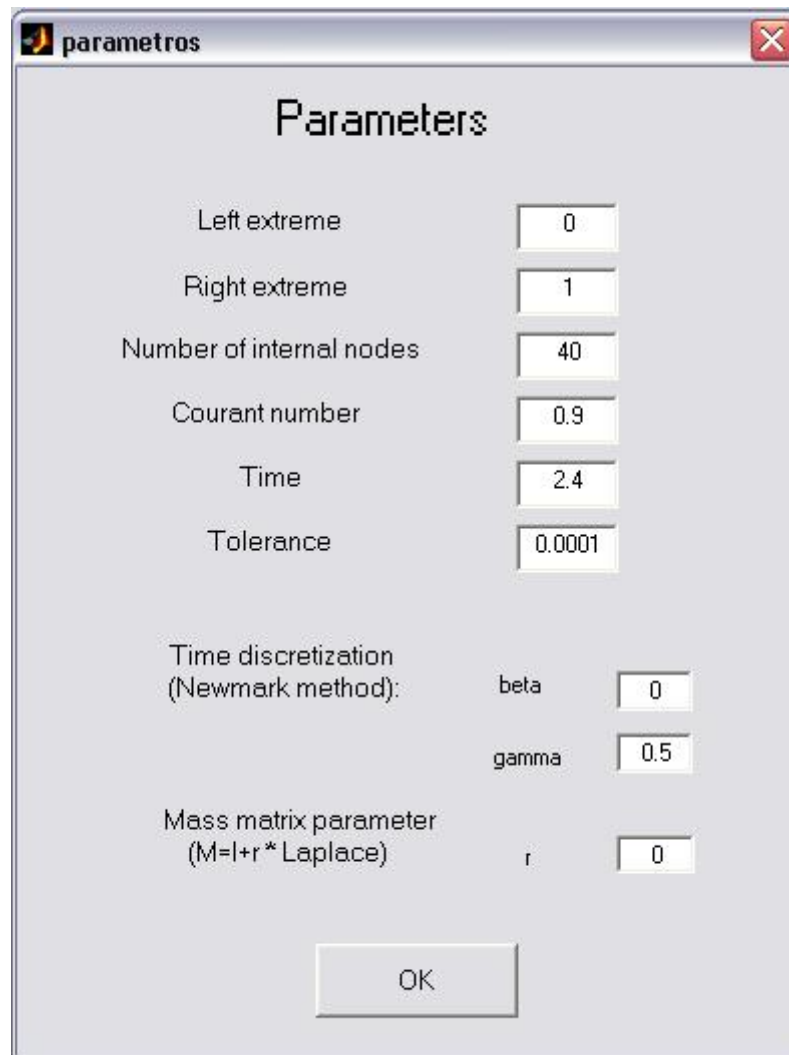 parametros
Parameters
Left extreme 0
Right extreme 1
Number of internal nodes 40
Courant number 0.9
Time 2.4
Tolerance 0.0001
Time discretization
(Newmark method): beta 0
gamma 0.5
Mass matrix parameter
(M=I+r * Laplace) r 0
OK